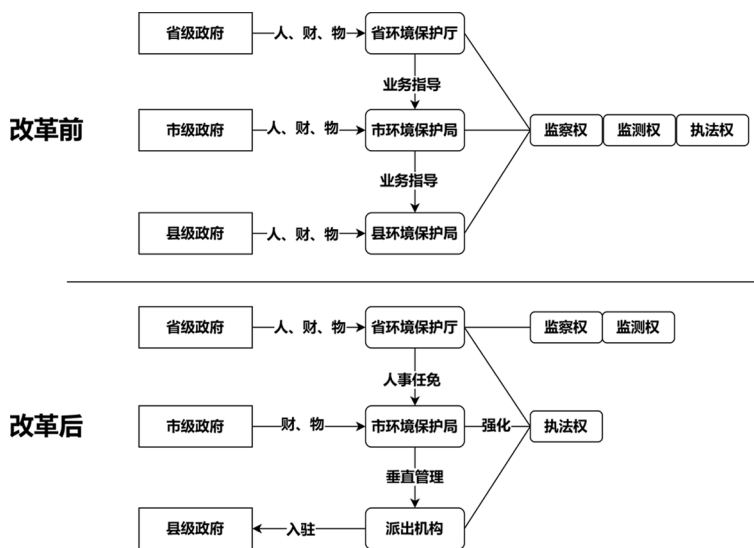 省级政府
人、财、物
省环境保护厅
业务指导
改革前
市级政府
人、财、物
市环境保护局
监察权
监测权
执法权
业务指导
县级政府
人、财、物
县环境保护局
省级政府
人、财、物
省环境保护厅
监察权
监测权
人事任免
改革后
市级政府
财、物
市环境保护局
强化
执法权
垂直管理
县级政府
入驻
派出机构